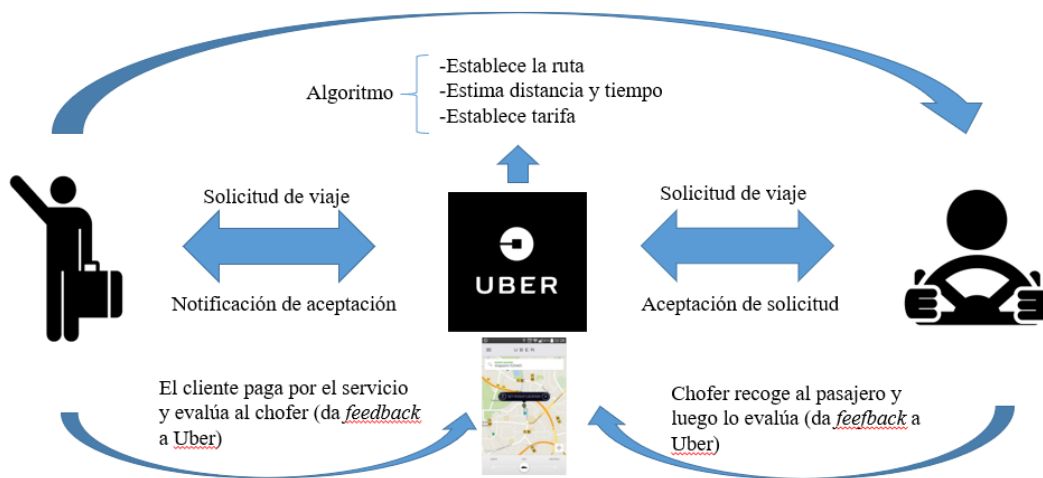 Algoritmo
-Establece la ruta
-Estima distancia y tiempo
-Establece tarifa
Solicitud de viaje
Notificación de aceptación
UBER
Solicitud de viaje
Aceptación de solicitud
UBER
El cliente paga por el servicio
y evalúa al chofer (da feedback
a Uber)
Chofer recoge al pasajero y
luego lo evalúa (da feefback a
Uber)